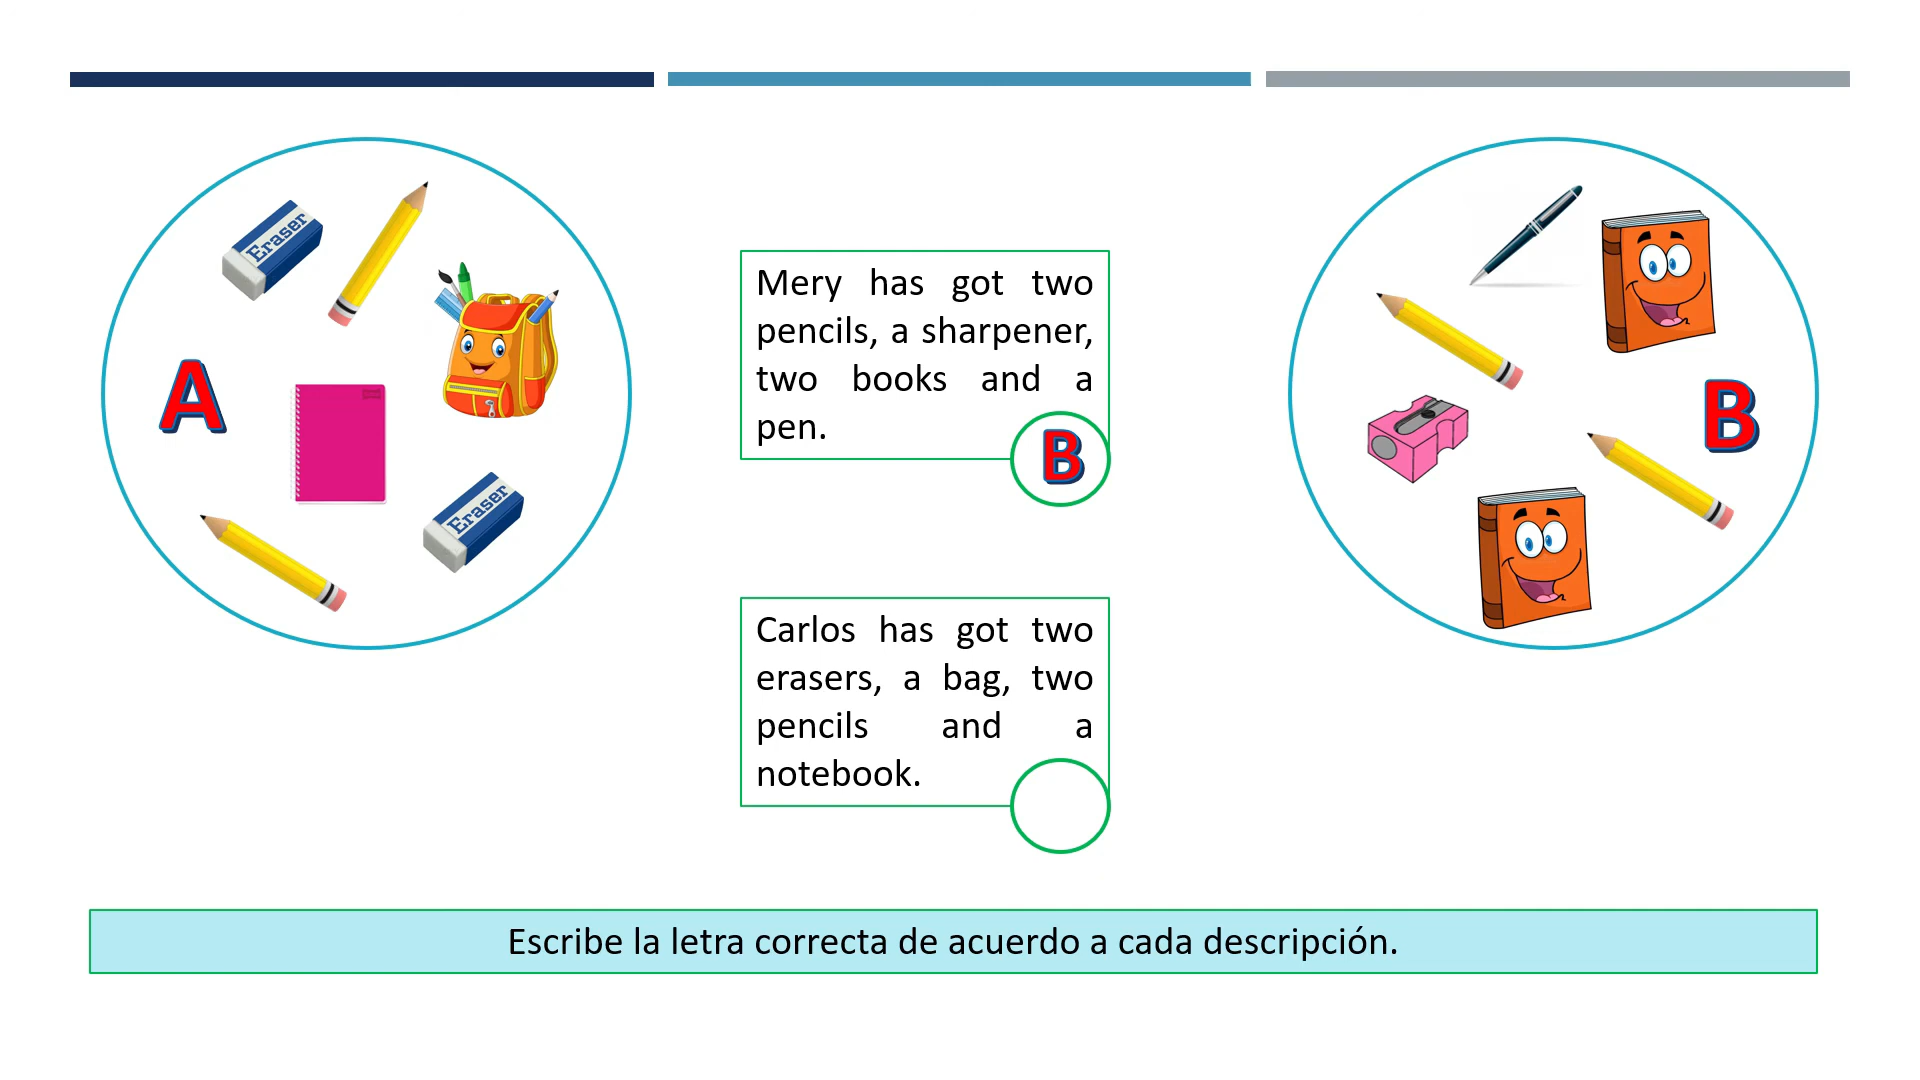 Eraser
A
Eraser
Mery has got two
pencils, a sharpener,
two books and a
pen.
B
Carlos has got two
erasers, a bag, two
pencils and a
notebook.
B
Escribe la letra correcta de acuerdo a cada descripción.